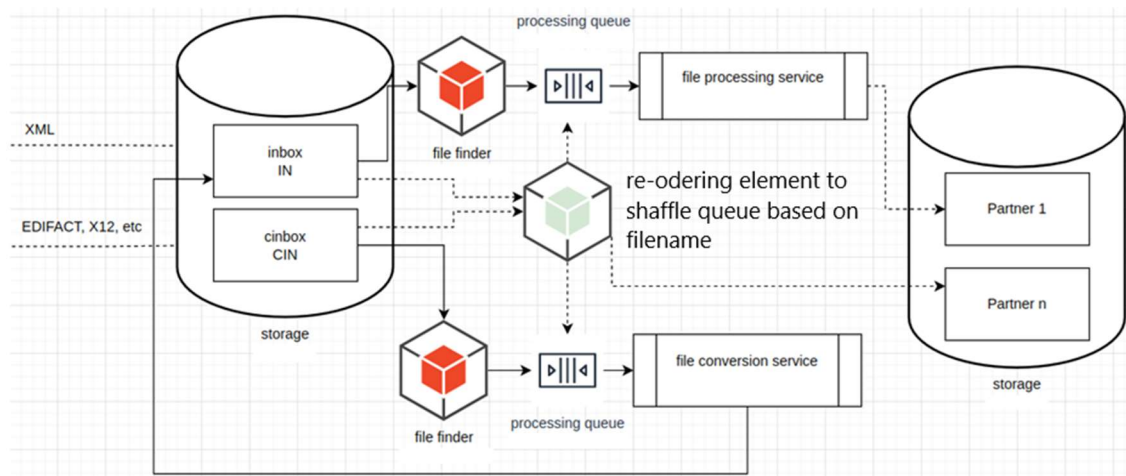 processing queue
file processing service
XML
inbox
IN
file finder
re-odering element to
shaffle queue based on
filename
Partner 1
EDIFACT, X12, etc
cinbox
CIN
Partner n
storage
file conversion service
storage
processing queue
file finder